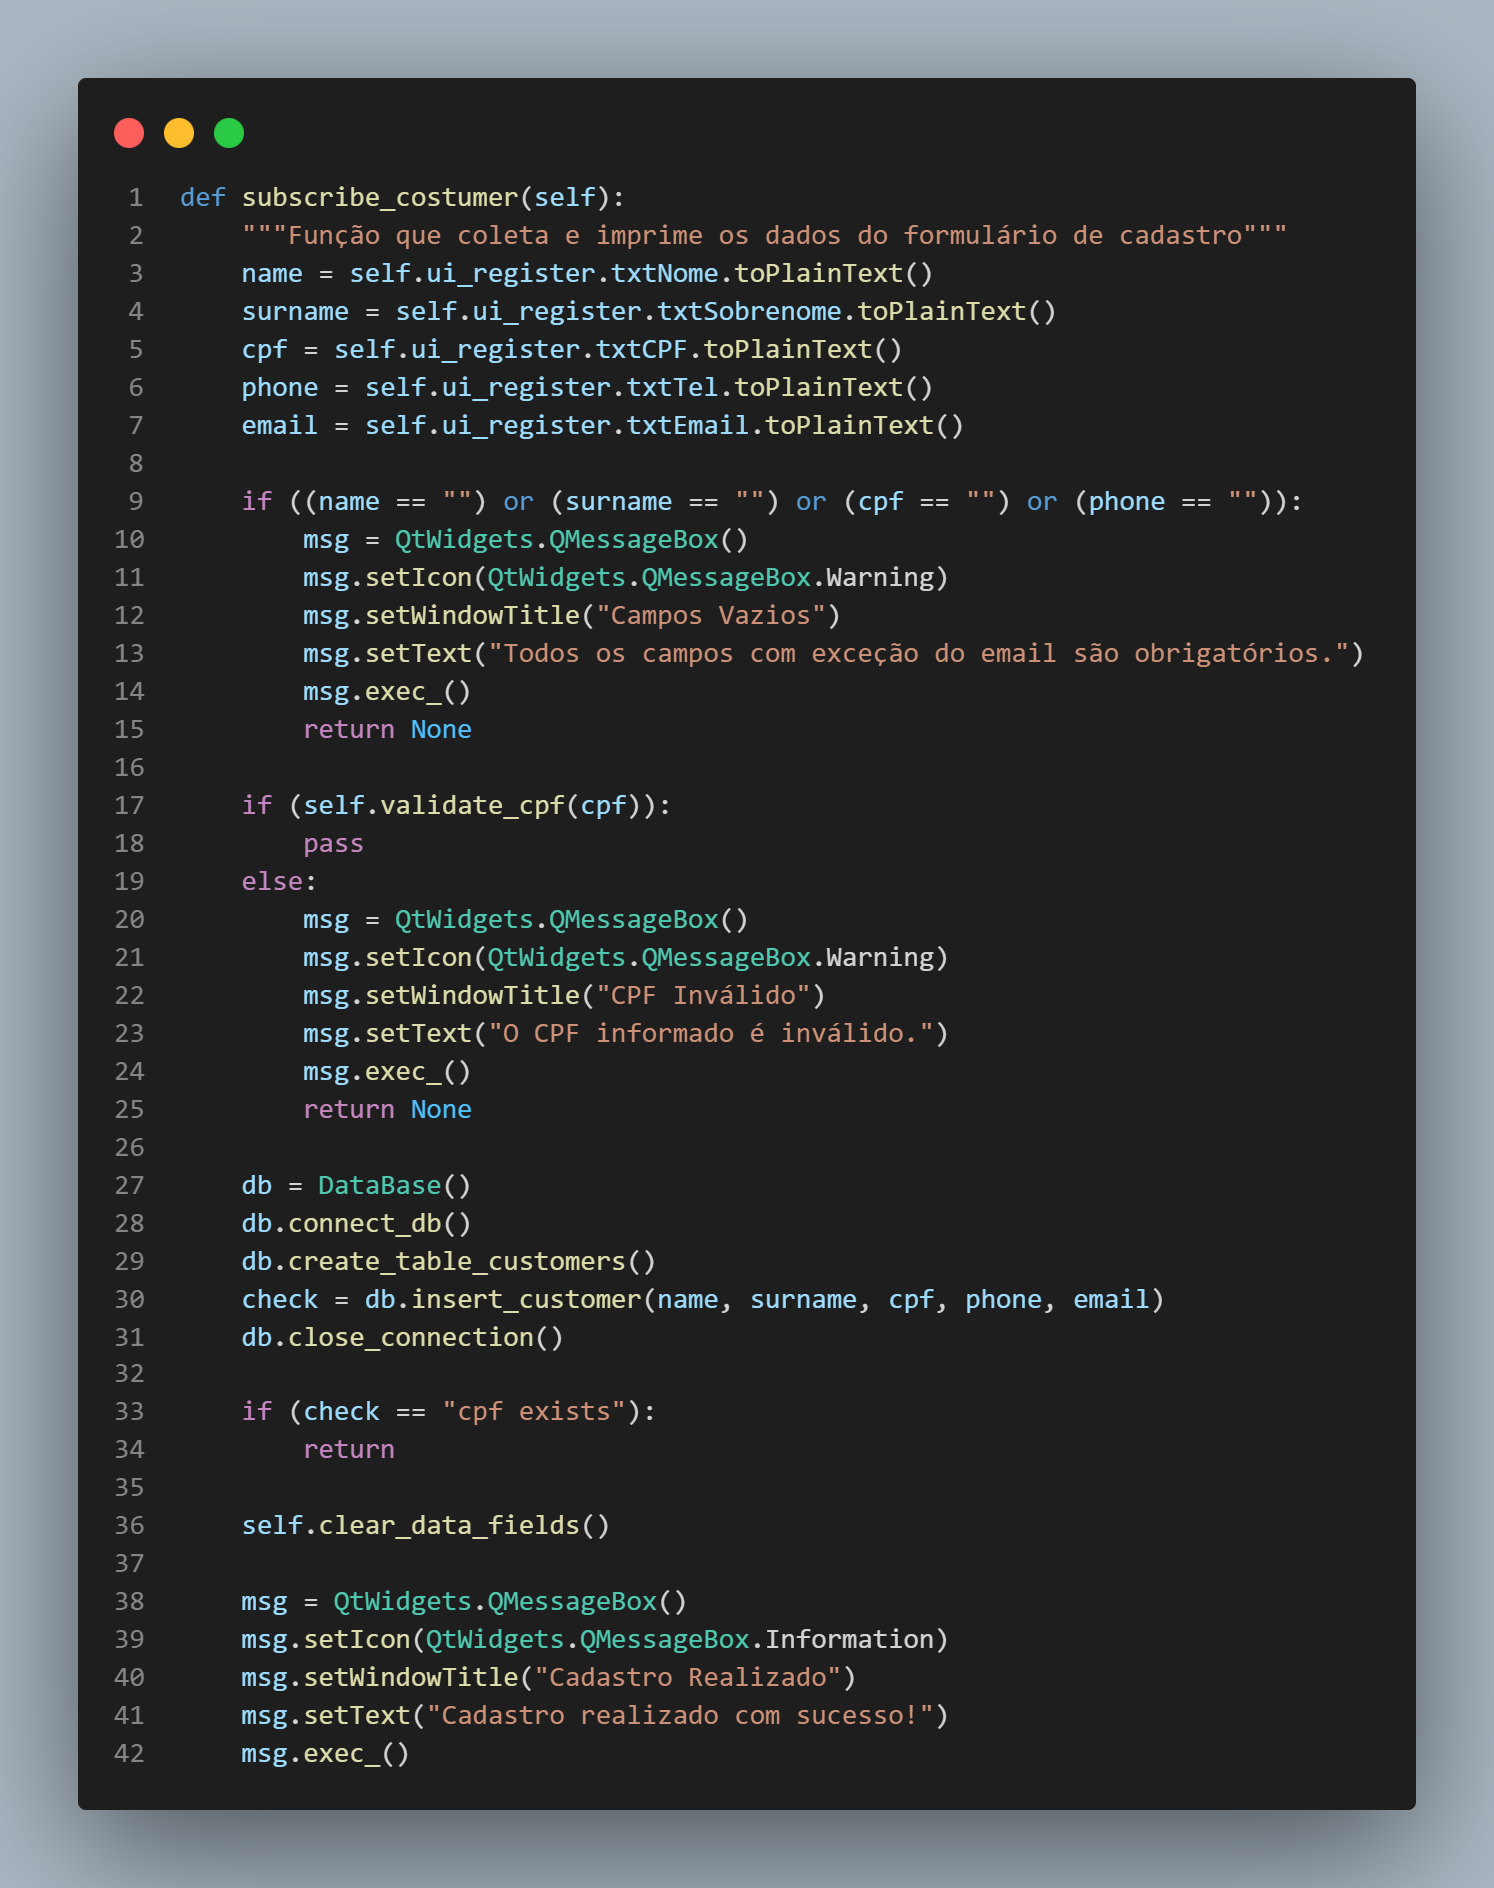 1 def subscribe_costumer(self):
2     """Função que coleta e imprime os dados do formulário de cadastro"""
3     name = self.ui_register.txtNome.toPlainText()
4     surname = self.ui_register.txtSobrenome.toPlainText()
5     cpf = self.ui_register.txtCPF.toPlainText()
6     phone = self.ui_register.txtTel.toPlainText()
7     email = self.ui_register.txtEmail.toPlainText()
8
9     if ((name == "") or (surname == "") or (cpf == "") or (phone == "")):
10         msg = QtWidgets.QMessageBox()
11         msg.setIcon(QtWidgets.QMessageBox.Warning)
12         msg.setWindowTitle("Campos Vazios")
13         msg.setText("Todos os campos com exceção do email são obrigatórios.")
14         msg.exec_()
15         return None
16
17     if (self.validate_cpf(cpf)):
18         pass
19     else:
20         msg = QtWidgets.QMessageBox()
21         msg.setIcon(QtWidgets.QMessageBox.Warning)
22         msg.setWindowTitle("CPF Inválido")
23         msg.setText("O CPF informado é inválido.")
24         msg.exec_()
25         return None
26
27     db = DataBase()
28     db.connect_db()
29     db.create_table_customers()
30     check = db.insert_customer(name, surname, cpf, phone, email)
31     db.close_connection()
32
33     if (check == "cpf exists"):
34         return
35
36     self.clear_data_fields()
37
38     msg = QtWidgets.QMessageBox()
39     msg.setIcon(QtWidgets.QMessageBox.Information)
40     msg.setWindowTitle("Cadastro Realizado")
41     msg.setText("Cadastro realizado com sucesso!")
42     msg.exec_()